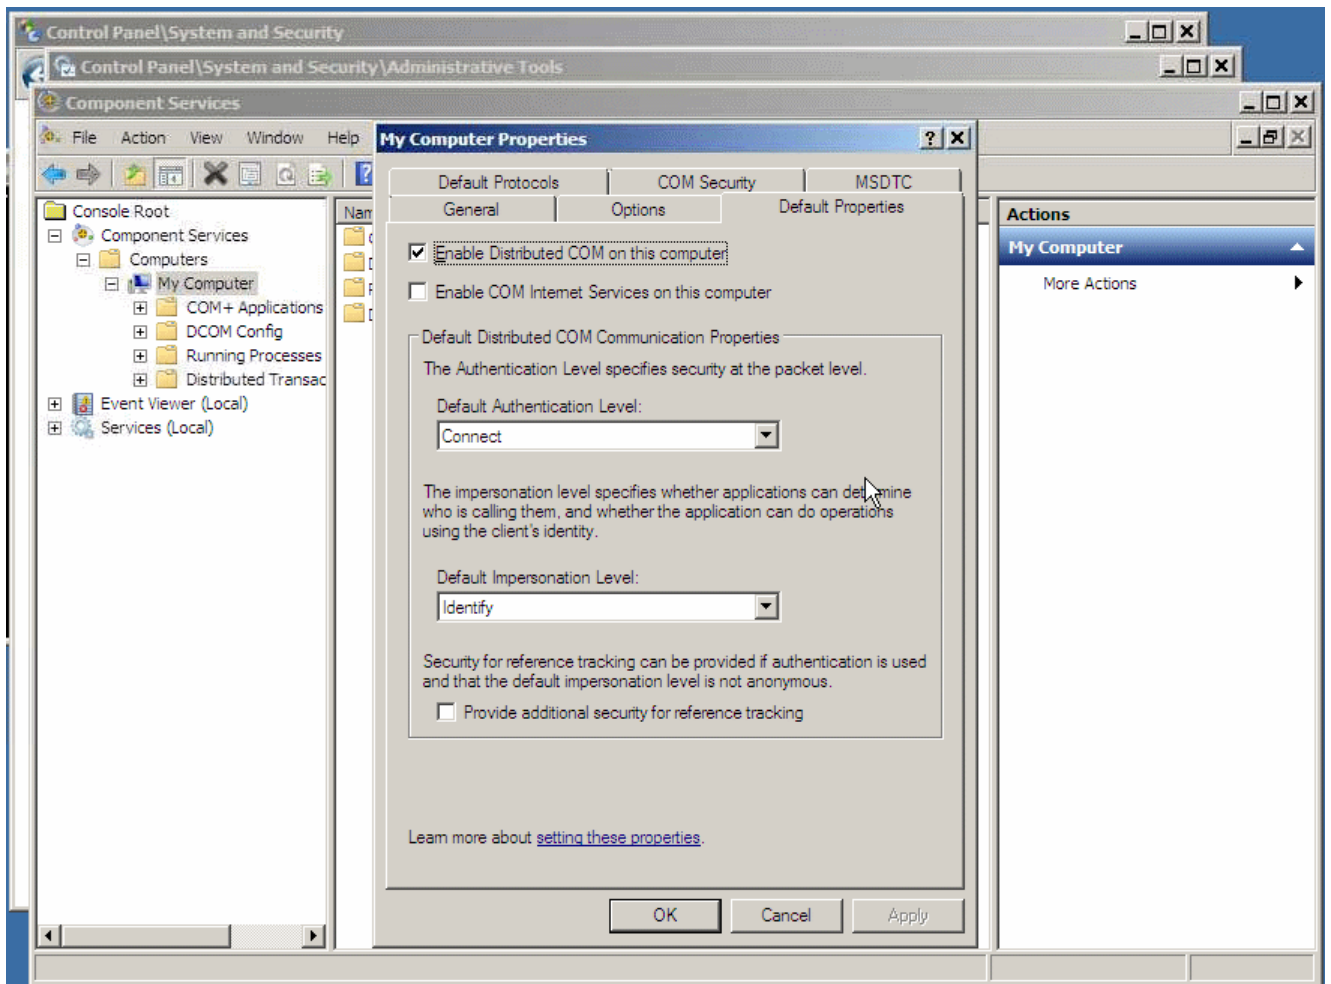 Control Panel\System and Security
Control Panel\System and Security\Administrative Tools
Component Services
File Action View Window Help
My Computer Properties
Default Protocols COM Security MSDTC
General Options Default Properties
Console Root
Component Services
Computers
My Computer
COM+ Applications
DCOM Config
Running Processes
Distributed Transac
Event Viewer (Local)
Services (Local)
Nam
Enable Distributed COM on this computer
Enable COM Internet Services on this computer
Default Distributed COM Communication Properties
The Authentication Level specifies security at the packet level.
Default Authentication Level:
Connect
The impersonation level specifies whether applications can determine
who is calling them, and whether the application can do operations
using the client's identity.
Default Impersonation Level:
Identify
Security for reference tracking can be provided if authentication is used
and that the default impersonation level is not anonymous.
Provide additional security for reference tracking
Learn more about setting these properties.
OK Cancel Apply
Actions
My Computer
More Actions